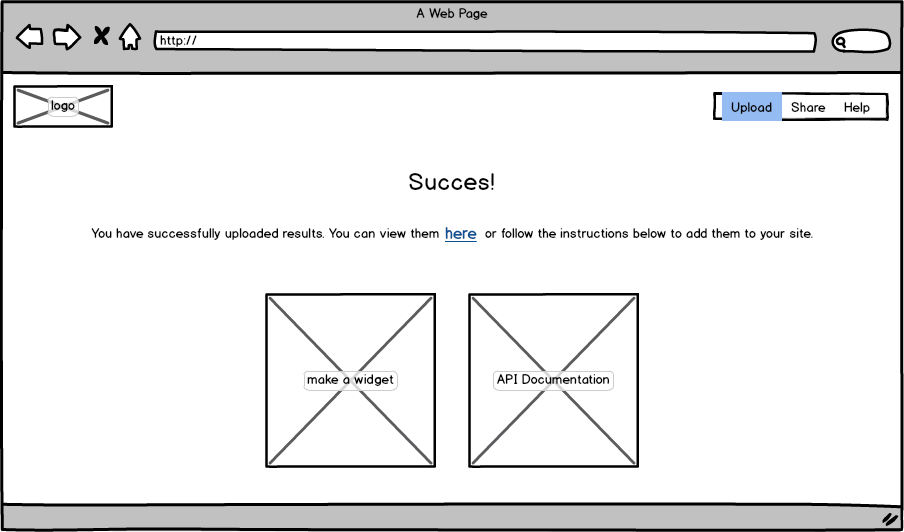 A Web Page
http://
logo
Upload Share Help
Succes!
You have successfully uploaded results. You can view them here or follow the instructions below to add them to your site.
make a widget
API Documentation